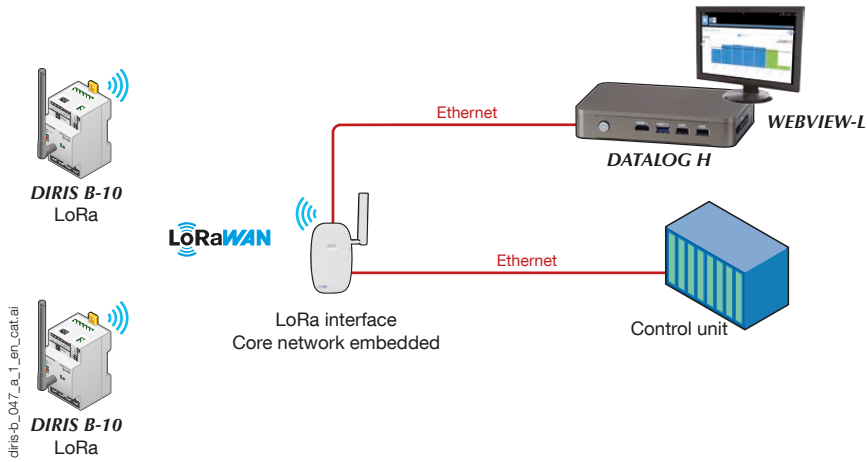 Ethernet
WEBVIEW-L
DATALOG H
DIRIS B-10
LoRa
LoRaWAN
Ethernet
LoRa interface
Core network embedded
Control unit
DIRIS B-10
LoRa
diris-b_047_a_1_en_cat.ai